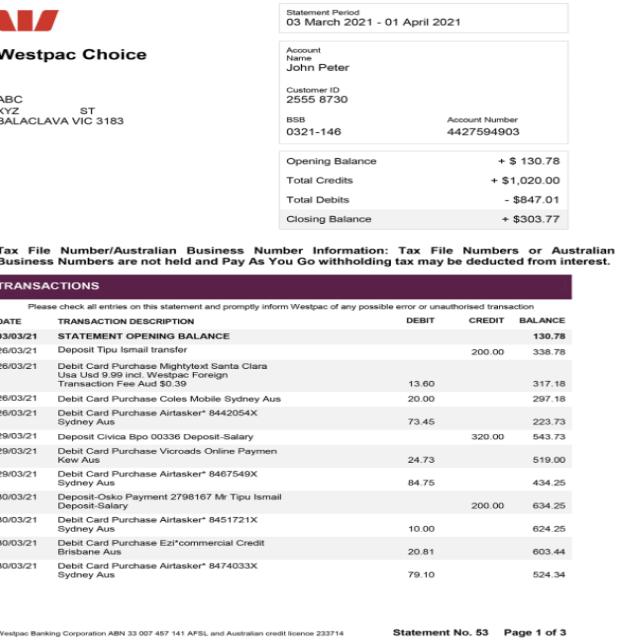 Statement Period
03 March 2021 - 01 April 2021
Westpac Choice
Account
Name
John Peter
Customer ID
2555 8730
ABC
XYZ ST
BALACLAVA VIC 3183
BSB Account Number
0321-146 4427594903
Opening Balance + $ 130.78
Total Credits + $1,020.00
Total Debits - $847.01
Closing Balance + $303.77
Tax File Number/Australian Business Number Information: Tax File Numbers or Australian
Business Numbers are not held and Pay As You Go withholding tax may be deducted from interest.
TRANSACTIONS
Please check all entries on this statement and promptly inform Westpac of any possible error or unauthorised transaction
DATE TRANSACTION DESCRIPTION DEBIT CREDIT BALANCE
03/03/21 STATEMENT OPENING BALANCE 130.78
26/03/21 Deposit Tipu Ismail transfer 200.00 338.78
26/03/21 Debit Card Purchase Mightytext Santa Clara
Usa Usd 9.99 incl. Westpac Foreign
Transaction Fee Aud $0.39 13.60 317.18
26/03/21 Debit Card Purchase Coles Mobile Sydney Aus 20.00 297.18
26/03/21 Debit Card Purchase Airtasker* 8442054X
Sydney Aus 73.45 223.73
29/03/21 Deposit Civica Bpo 00336 Deposit-Salary 320.00 543.73
29/03/21 Debit Card Purchase Vicroads Online Paymen
Kew Aus 24.73 519.00
29/03/21 Debit Card Purchase Airtasker* 8467549X
Sydney Aus 84.75 434.25
30/03/21 Deposit-Osko Payment 2798167 Mr Tipu Ismail
Deposit-Salary 200.00 634.25
30/03/21 Debit Card Purchase Airtasker* 8451721X
Sydney Aus 10.00 624.25
30/03/21 Debit Card Purchase Ezi*commercial Credit
Brisbane Aus 20.81 603.44
30/03/21 Debit Card Purchase Airtasker* 8474033X
Sydney Aus 79.10 524.34
Westpac Banking Corporation ABN 33 007 457 141 AFSL and Australian credit licence 233714 Statement No. 53 Page 1 of 3